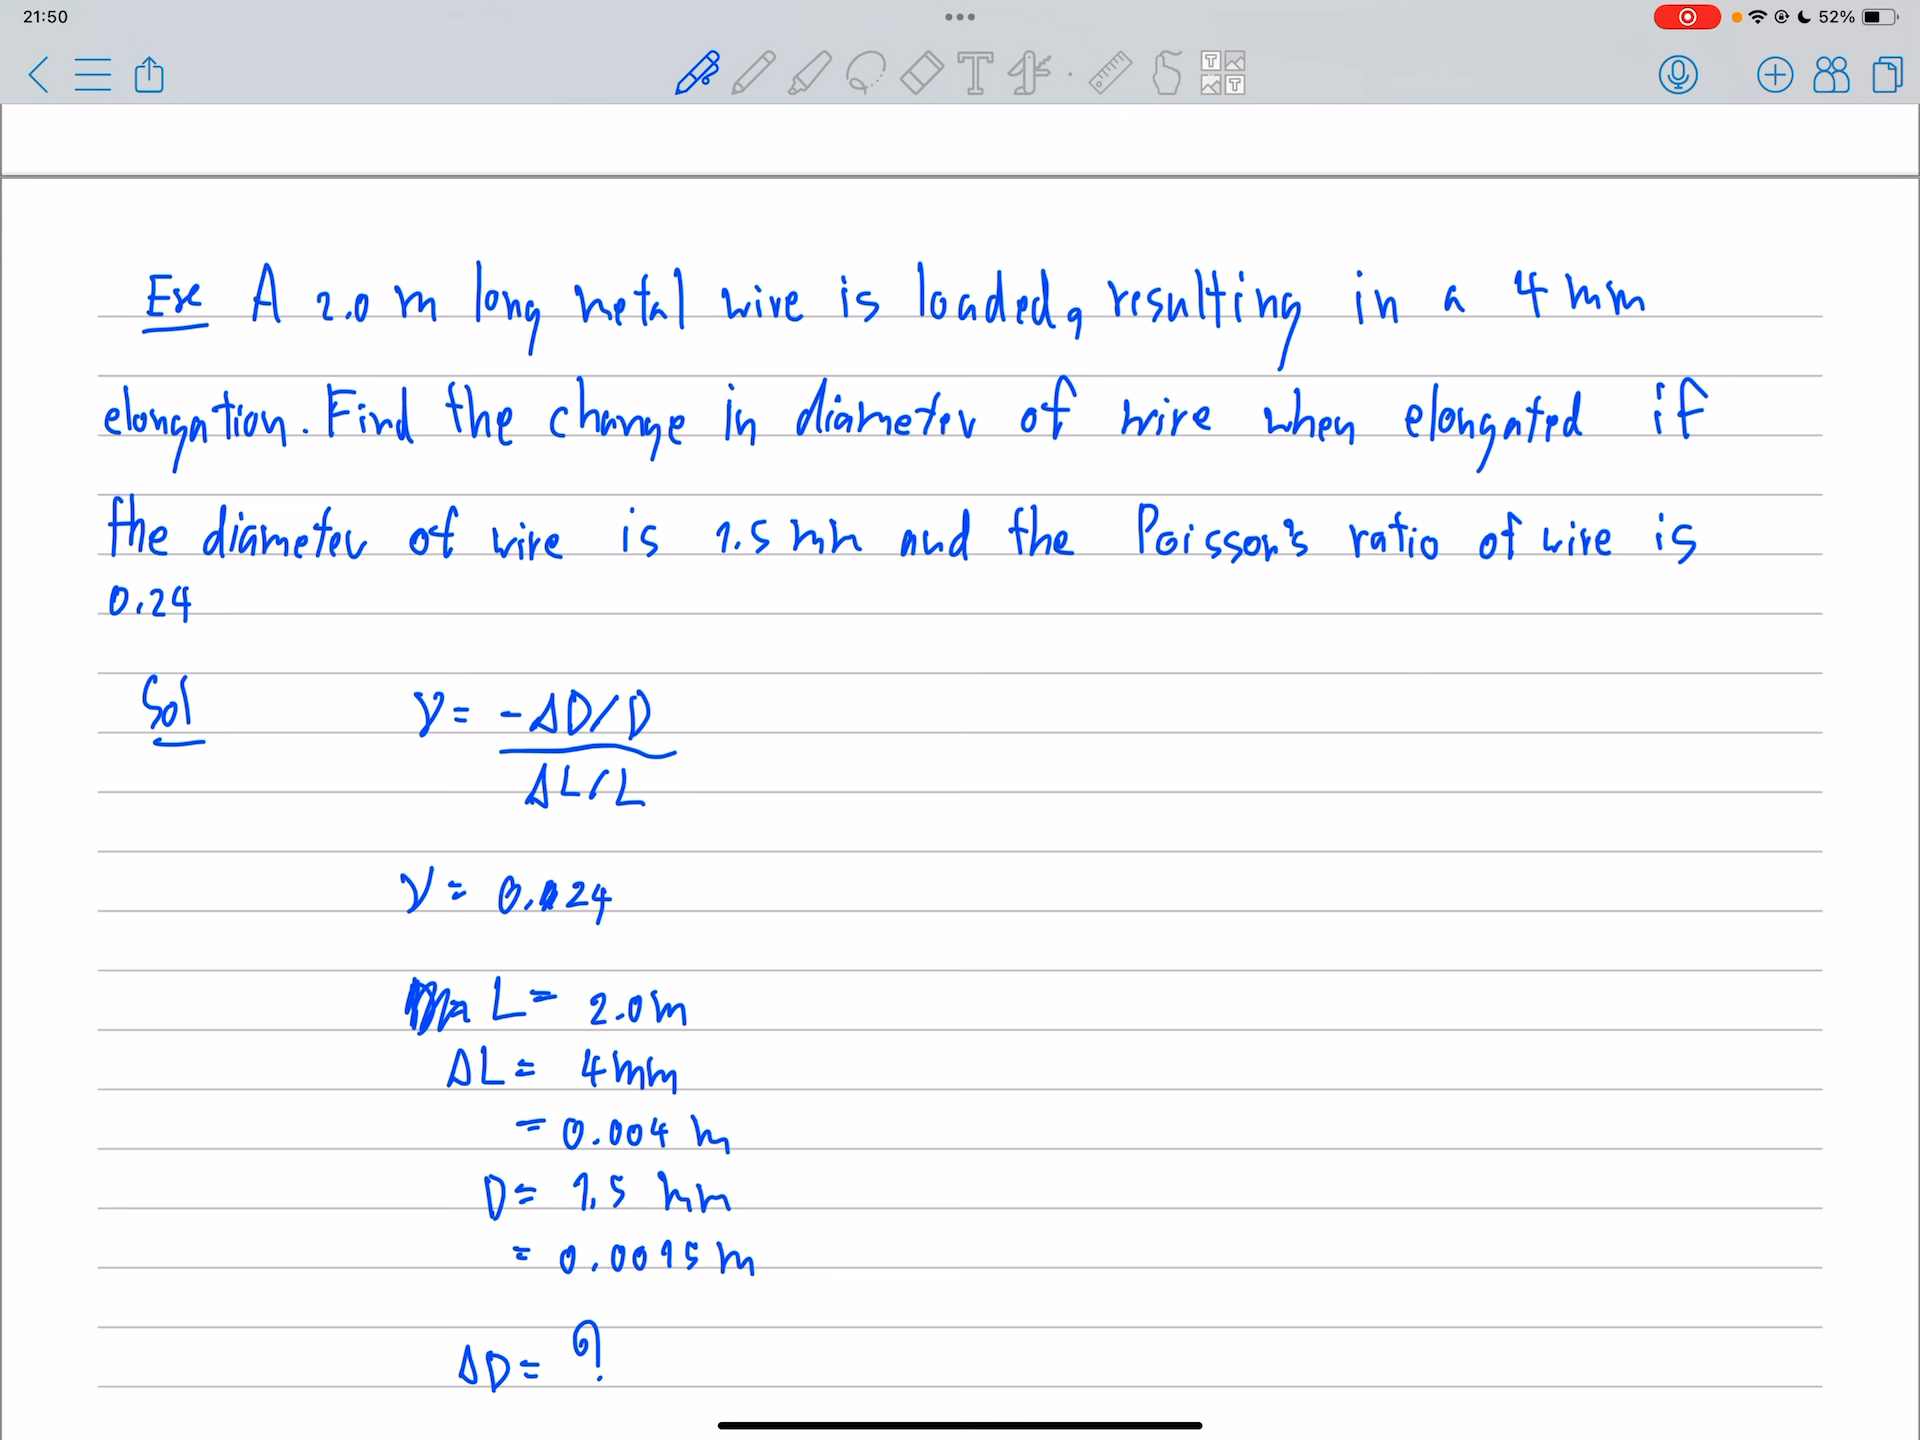 21:50
52%
Exe A 2.0 m long metal wire is loaded, resulting in a 4 mm
elongation. Find the change in diameter of wire when elongated if
the diameter of wire is 1.5 mm and the Poisson's ratio of wire is
0.24
Sol ν = -ΔD/D
ΔL/L
ν = 0.24
L = 2.0 m
ΔL = 4 mm
= 0.004 m
D = 1.5 mm
= 0.0015 m
ΔD = ?